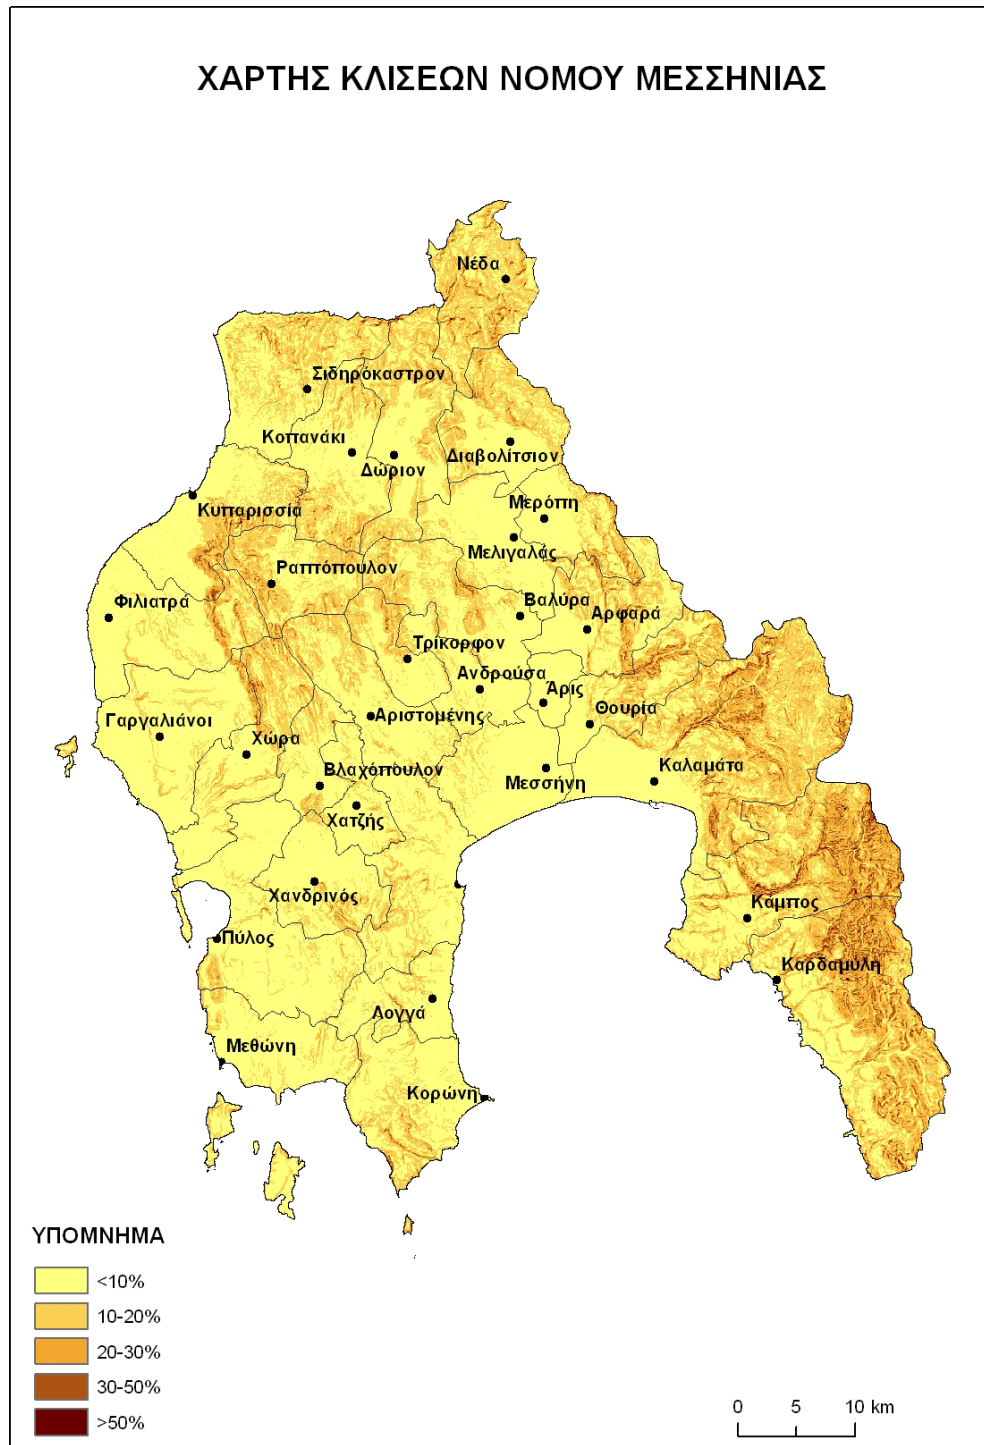 ΧΑΡΤΗΣ ΚΛΙΣΕΩΝ ΝΟΜΟΥ ΜΕΣΣΗΝΙΑΣ
Νέδα
Σιδηρόκαστρον
Κοπανάκι
Δώριον
Διαβολίτσιον
Κυπαρισσία
Μερόπη
Μελιγαλάς
Ραπτόπουλον
Φιλιατρά
Βαλύρα
Αρφαρά
Τρίκορφον
Ανδρούσα
Άρις
Αριστομένης
Θουρία
Γαργαλιάνοι
Χώρα
Βλαχόπουλον
Μεσσήνη
Καλαμάτα
Χατζής
Χανδρινός
Κάμπος
Πύλος
Καρδαμύλη
Λογγά
Μεθώνη
Κορώνη
ΥΠΟΜΝΗΜΑ
<10%
10-20%
20-30%
30-50%
>50%
0 5 10 km